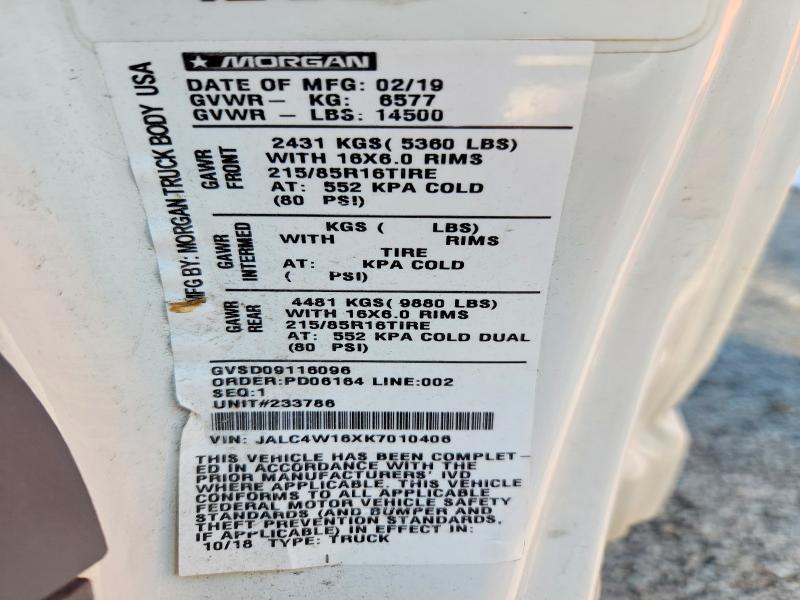 MORGAN
MFG BY: MORGAN TRUCK BODY USA
DATE OF MFG: 02/19
GVWR - KG: 6577
GVWR - LBS: 14500
GAWR FRONT
2431 KGS( 5360 LBS)
WITH 16X6.0 RIMS
215/85R16TIRE
AT: 552 KPA COLD
(80 PSI)
GAWR INTERMED
KGS ( LBS)
WITH RIMS
TIRE
AT: KPA COLD
( PSI)
GAWR REAR
4481 KGS( 9880 LBS)
WITH 16X6.0 RIMS
215/85R16TIRE
AT: 552 KPA COLD DUAL
(80 PSI)
GVSD09116096
ORDER:PD06164 LINE:002
SEQ:1
UNIT#233786
VIN: JALC4W16XK7010406
THIS VEHICLE HAS BEEN COMPLET-
ED IN ACCORDANCE WITH THE
PRIOR MANUFACTURERS' IVD
WHERE APPLICABLE. THIS VEHICLE
CONFORMS TO ALL APPLICABLE
FEDERAL MOTOR VEHICLE SAFETY
STANDARDS (AND BUMPER AND
THEFT PREVENTION STANDARDS,
IF APPLICABLE) IN EFFECT IN:
10/18 TYPE: TRUCK